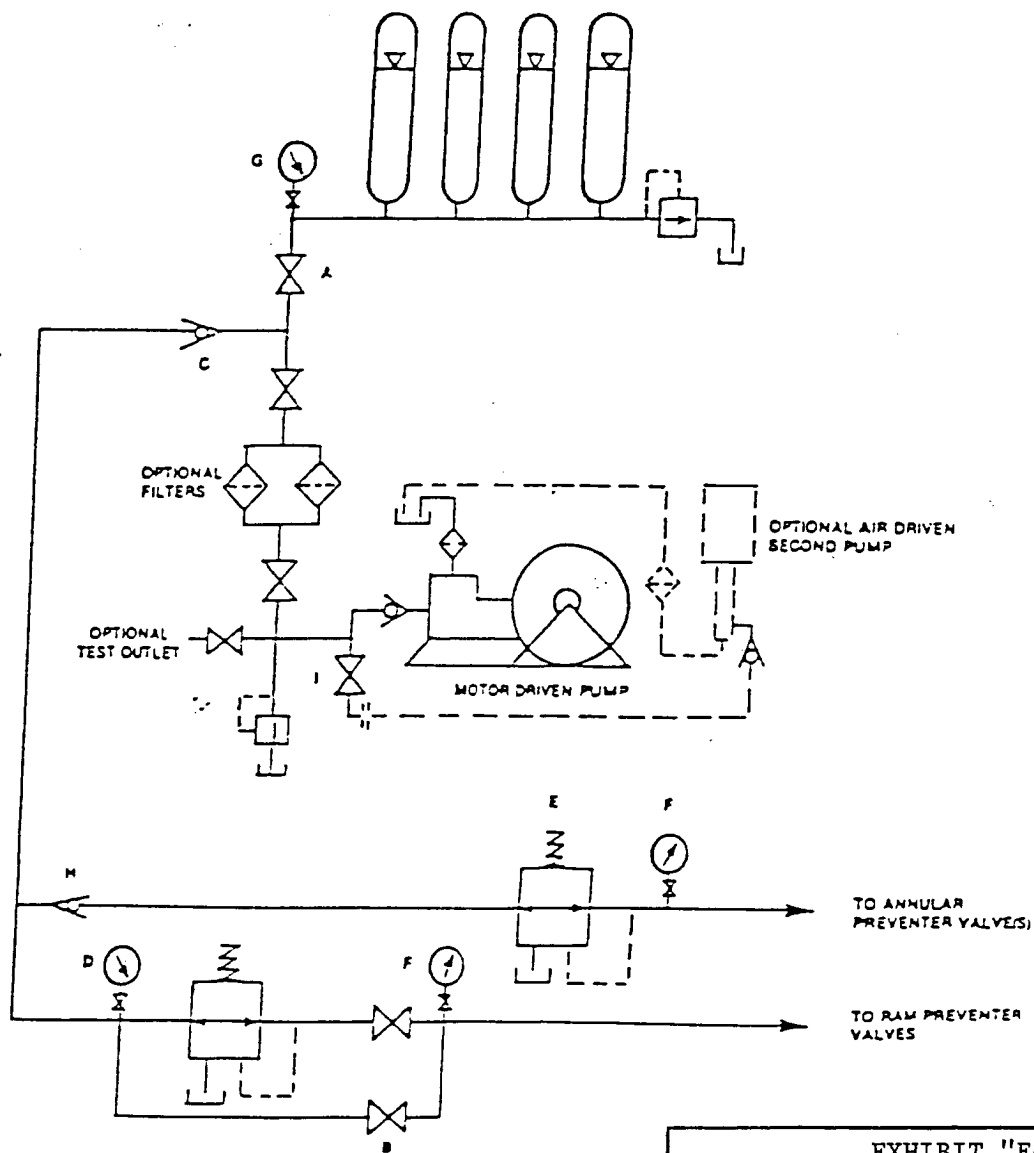 G
A
C
OPTIONAL
FILTERS
OPTIONAL AIR DRIVEN
SECOND PUMP
OPTIONAL
TEST OUTLET
I
MOTOR DRIVEN PUMP
E
F
H
TO ANNULAR
PREVENTER VALVE(S)
D
F
TO RAM PREVENTER
VALVES
B
EXHIBIT "E